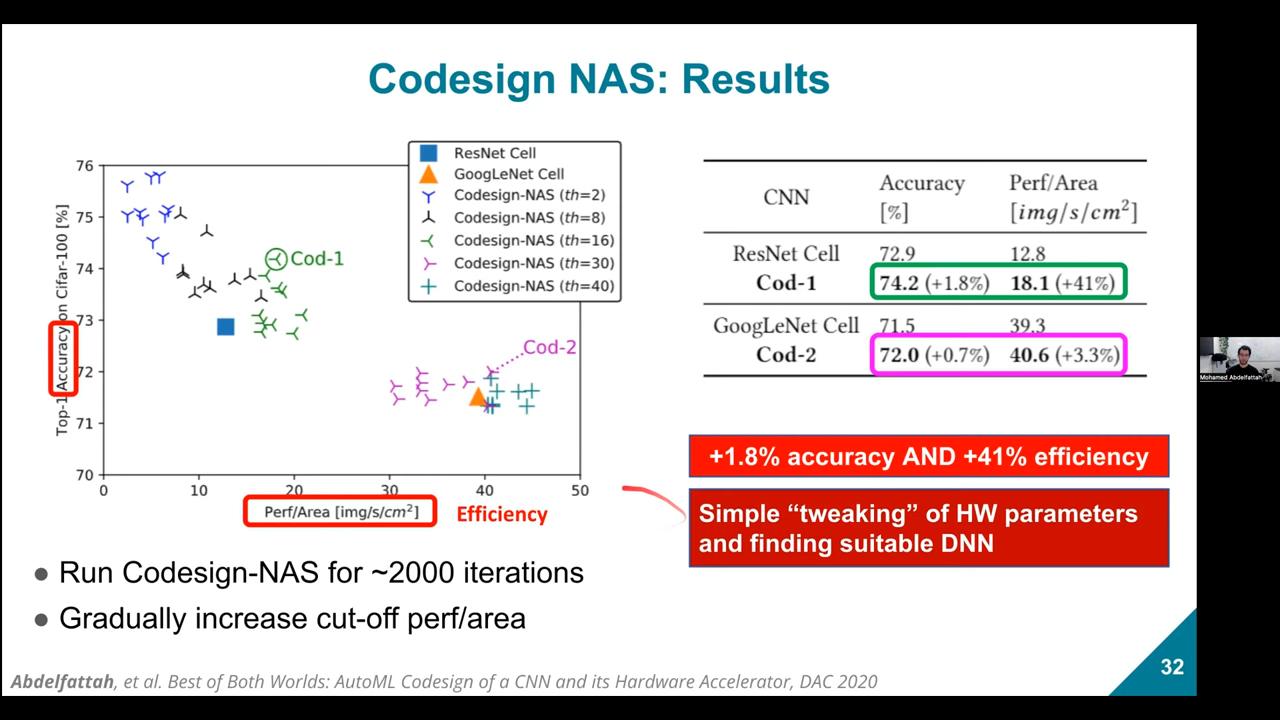 Codesign NAS: Results
76
75
74
73
72
71
70
0
10
20
30
40
50
Top-1 Accuracy on Cifar-100 [%]
Perf/Area [img/s/cm²]
Efficiency
ResNet Cell
GoogLeNet Cell
Codesign-NAS (th=2)
Codesign-NAS (th=8)
Codesign-NAS (th=16)
Codesign-NAS (th=30)
Codesign-NAS (th=40)
Cod-1
Cod-2
CNN Accuracy [%] Perf/Area [img/s/cm²]
ResNet Cell 72.9 12.8
Cod-1 74.2 (+1.8%) 18.1 (+41%)
GoogLeNet Cell 71.5 39.3
Cod-2 72.0 (+0.7%) 40.6 (+3.3%)
+1.8% accuracy AND +41% efficiency
Simple “tweaking” of HW parameters
and finding suitable DNN
● Run Codesign-NAS for ~2000 iterations
● Gradually increase cut-off perf/area
Abdelfattah, et al. Best of Both Worlds: AutoML Codesign of a CNN and its Hardware Accelerator, DAC 2020
32
Mohamed Abdelfattah